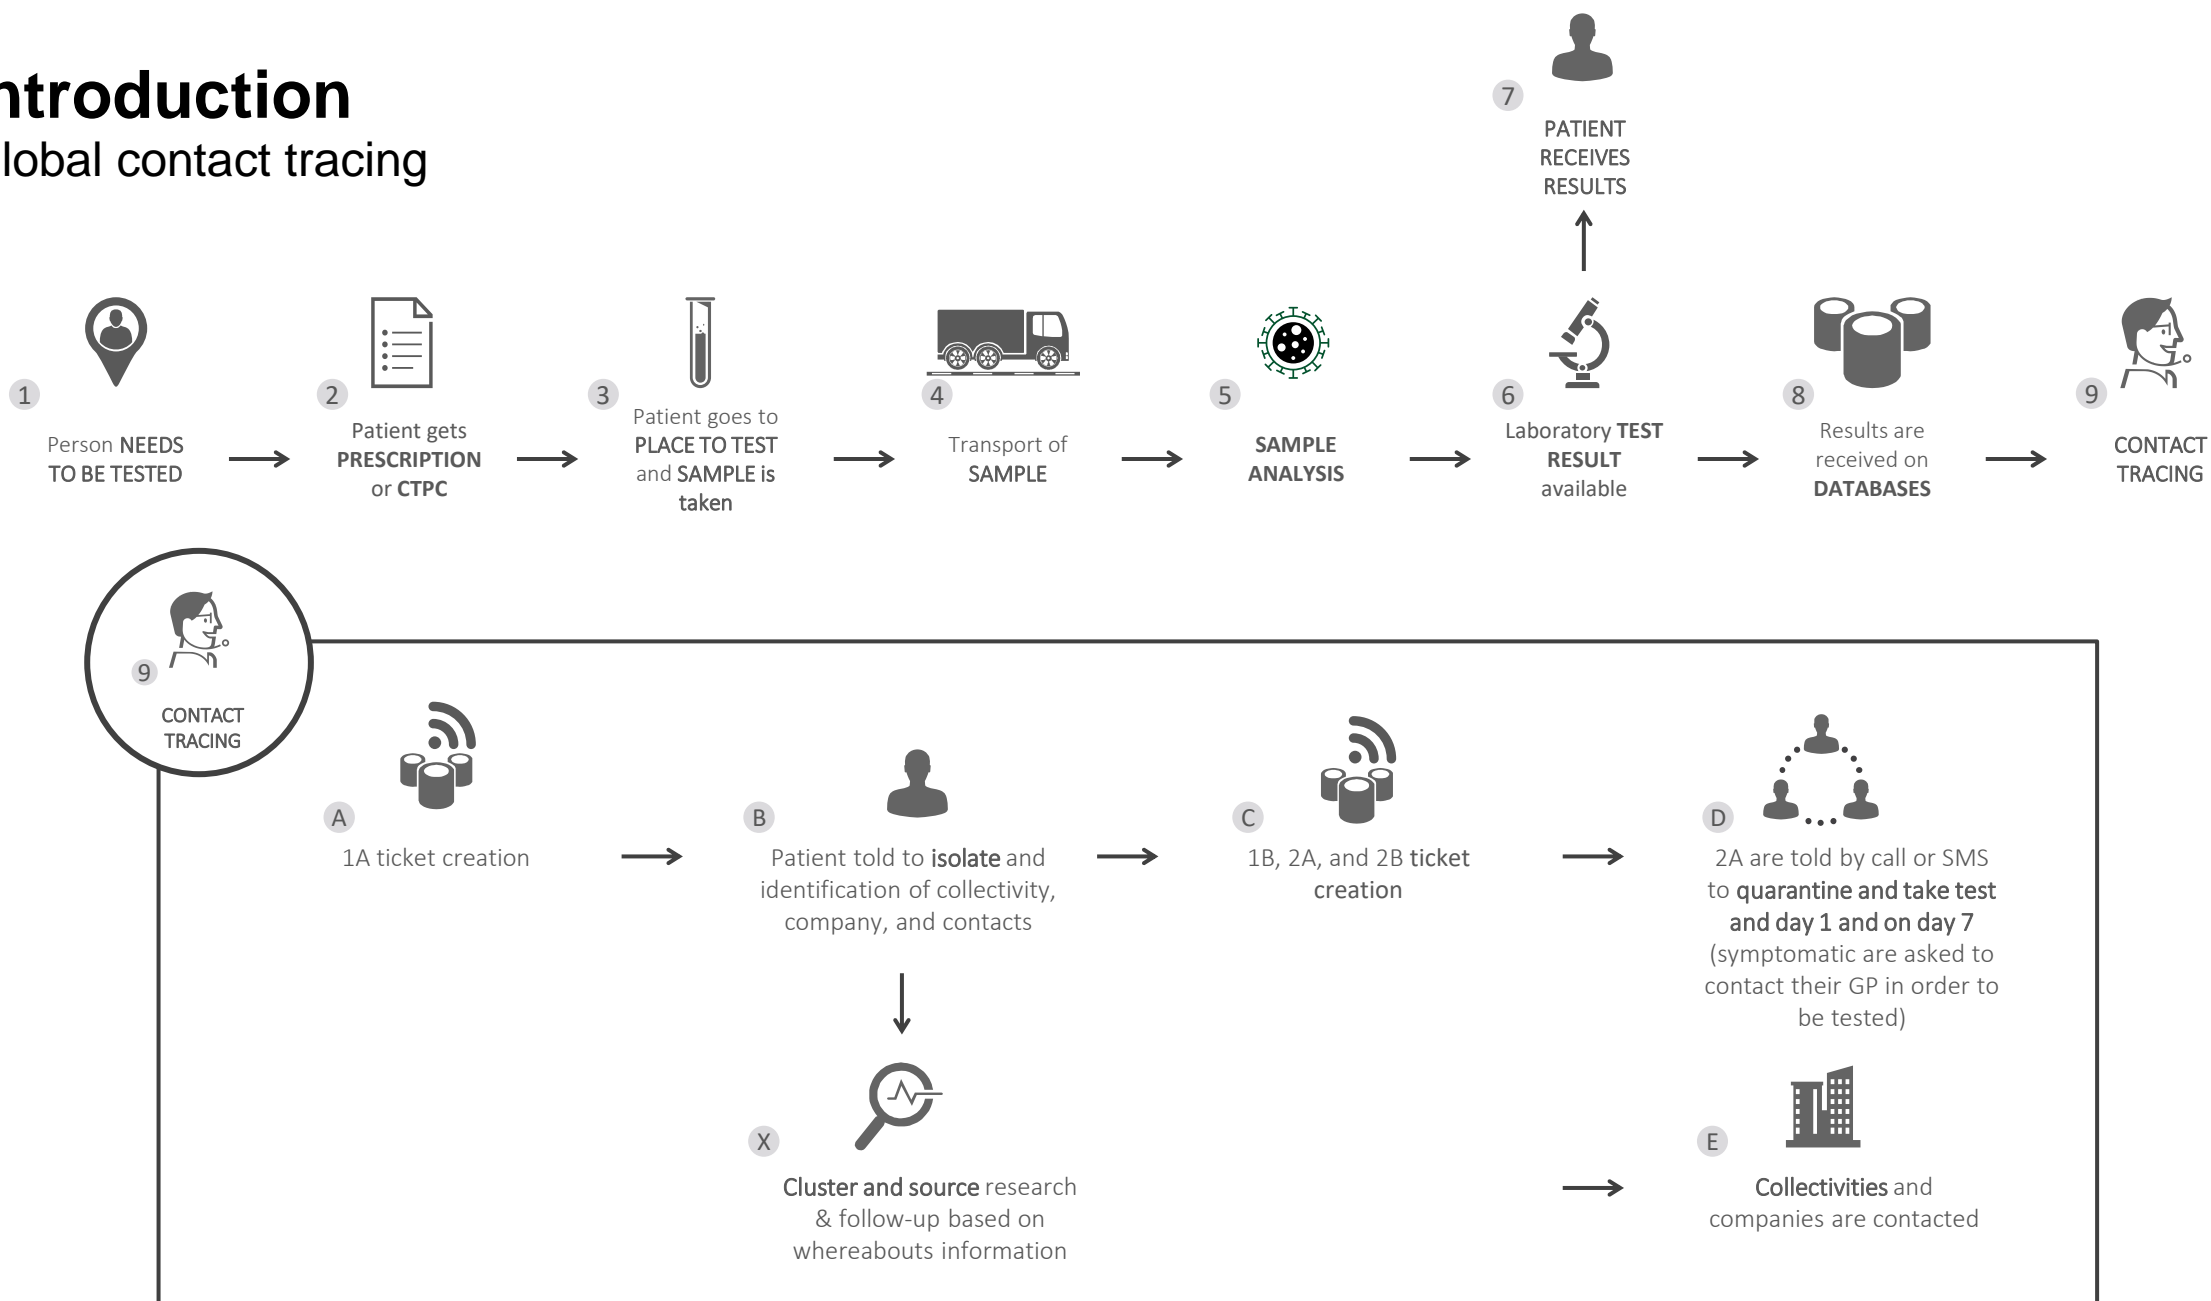 ntroduction
lobal contact tracing
7
PATIENT
RECEIVES
RESULTS
1
Person NEEDS
TO BE TESTED
2
Patient gets
PRESCRIPTION
or CTPC
3
Patient goes to
PLACE TO TEST
and SAMPLE is
taken
4
Transport of
SAMPLE
5
SAMPLE
ANALYSIS
6
Laboratory TEST
RESULT
available
8
Results are
received on
DATABASES
9
CONTACT
TRACING
9
CONTACT
TRACING
A
1A ticket creation
B
Patient told to isolate and
identification of collectivity,
company, and contacts
C
1B, 2A, and 2B ticket
creation
D
2A are told by call or SMS
to quarantine and take test
and day 1 and on day 7
(symptomatic are asked to
contact their GP in order to
be tested)
X
Cluster and source research
& follow-up based on
whereabouts information
E
Collectivities and
companies are contacted